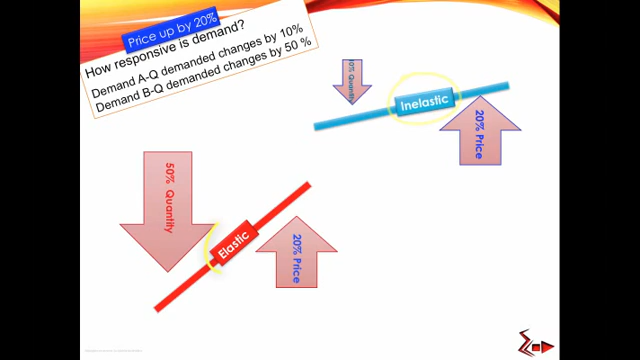 Price up by 20%
How responsive is demand?
Demand A-Q demanded changes by 10%
Demand B-Q demanded changes by 50 %
Inelastic
20% Price
50% Quantity
Elastic
20% Price